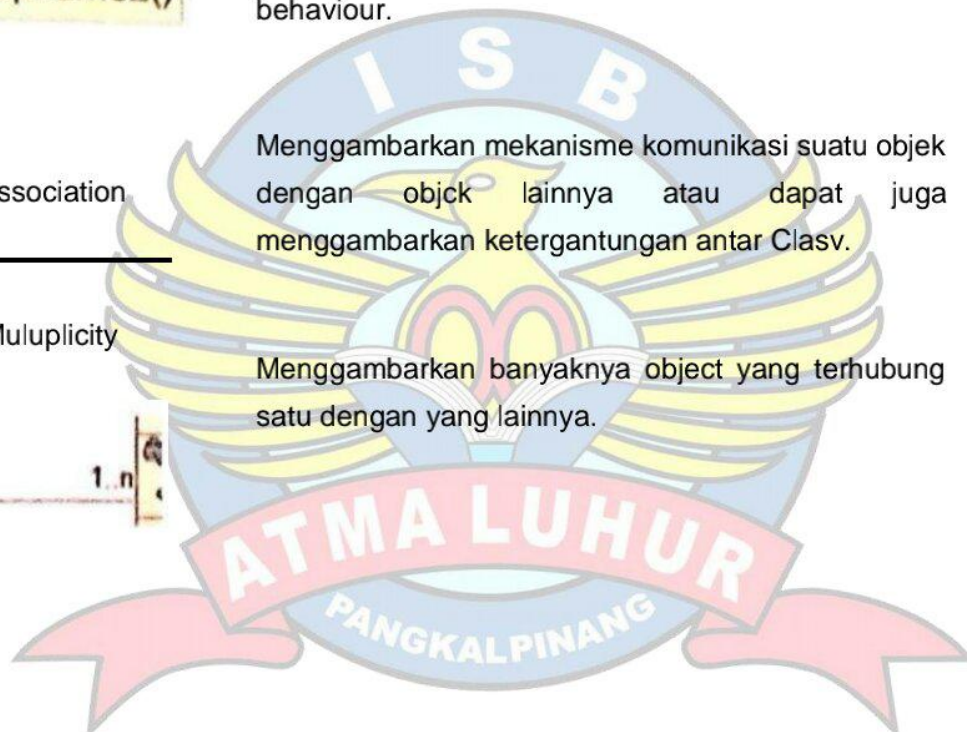 behaviour.
Menggambarkan mekanisme komunikasi suatu objek
ssociation
dengan objck lainnya atau dapat juga
menggambarkan ketergantungan antar Clasv.
Muluplicity
Menggambarkan banyaknya object yang terhubung
satu dengan yang lainnya.
1..n
I S B
ATMA LUHUR
PANGKALPINANG